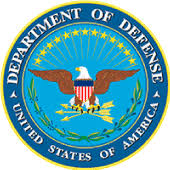 DEPARTMENT OF DEFENSE
UNITED STATES OF AMERICA